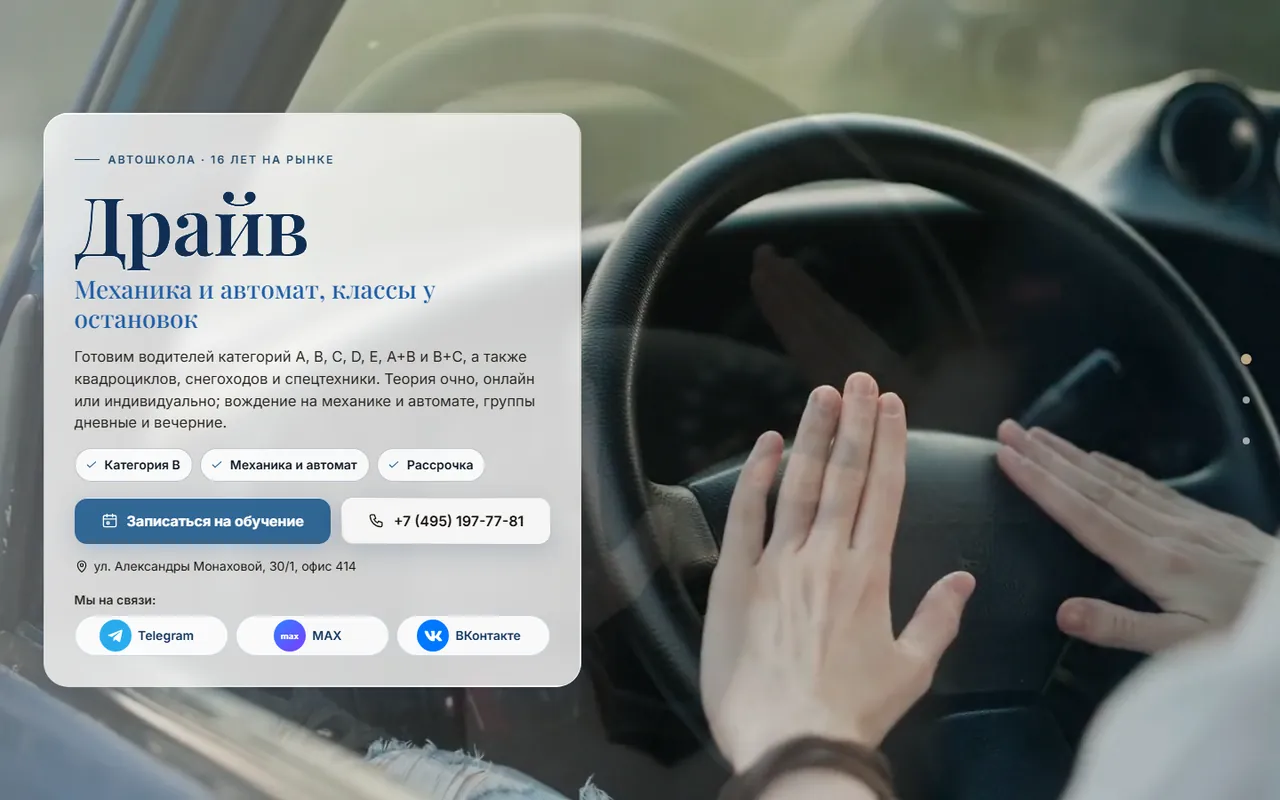 АВТОШКОЛА · 16 ЛЕТ НА РЫНКЕ
Драйв
Механика и автомат, классы у
остановок
Готовим водителей категорий A, B, C, D, E, A+B и B+C, а также
квадроциклов, снегоходов и спецтехники. Теория очно, онлайн
или индивидуально; вождение на механике и автомате, группы
дневные и вечерние.
Категория B
Механика и автомат
Рассрочка
Записаться на обучение
+7 (495) 197-77-81
ул. Александры Монаховой, 30/1, офис 414
Мы на связи:
Telegram
max MAX
ВКонтакте